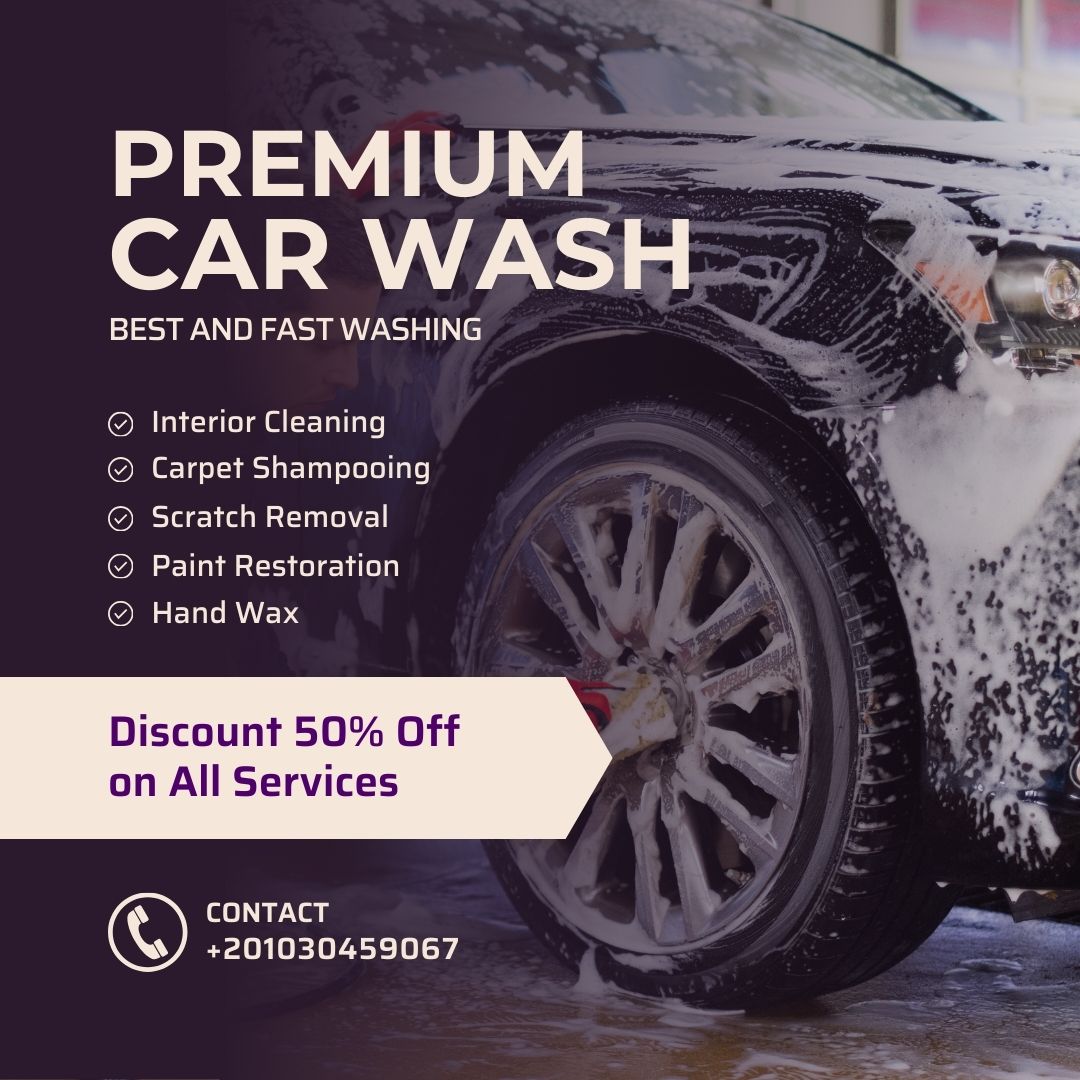 PREMIUM
CAR WASH
BEST AND FAST WASHING
Interior Cleaning
Carpet Shampooing
Scratch Removal
Paint Restoration
Hand Wax
Discount 50% Off
on All Services
CONTACT
+201030459067